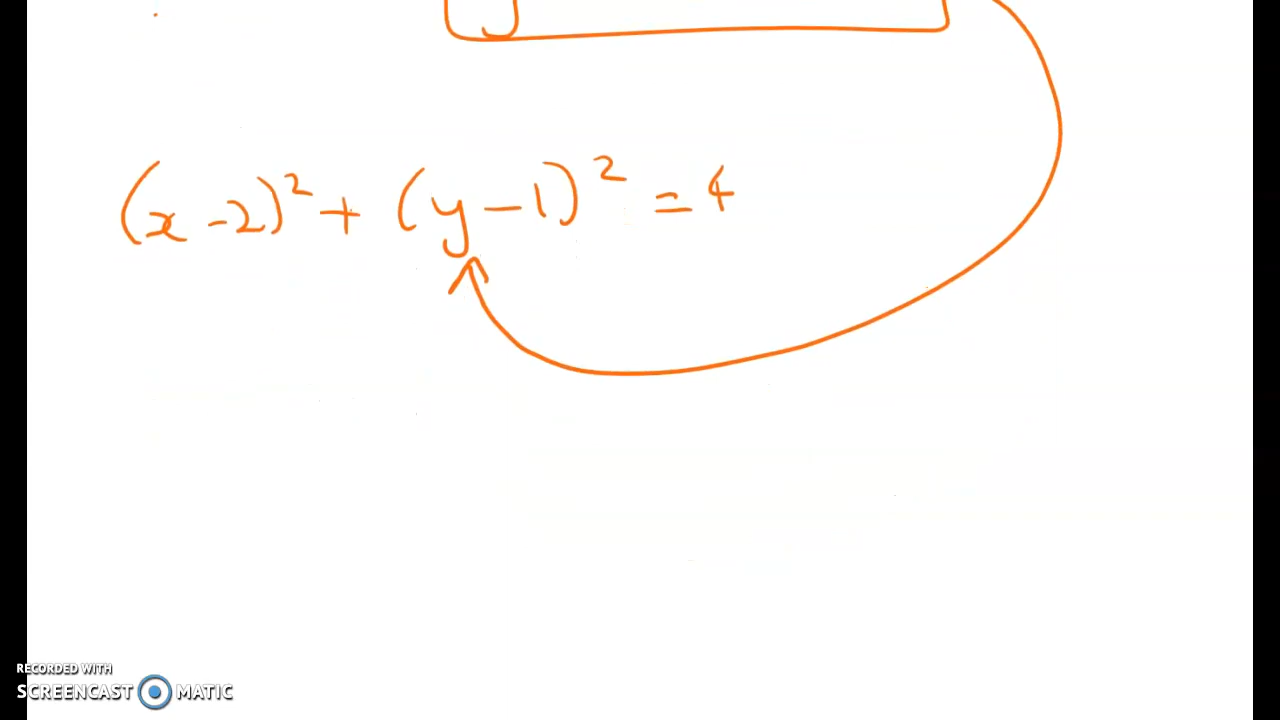 (x - 2)² + (y - 1)² = 4
RECORDED WITH
SCREENCAST MATIC